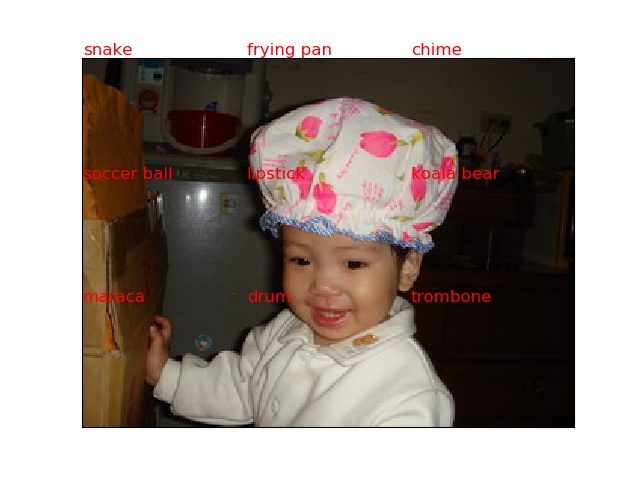 snake frying pan chime
soccer ball lipstick koala bear
maraca drum trombone